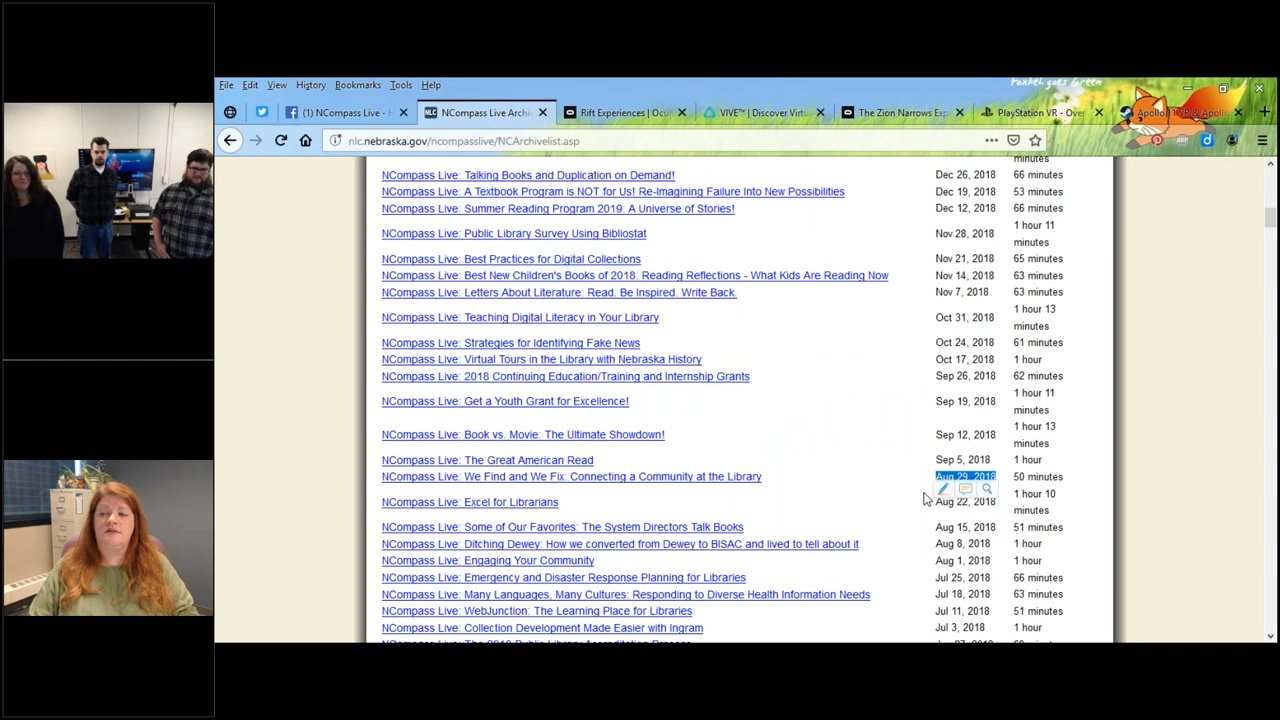 Foxkeh goes Green
File Edit View History Bookmarks Tools Help
(1) NCompass Live - NCompass Live Archi Rift Experiences | Ocul VIVE™ | Discover Virtu The Zion Narrows Exp PlayStation VR - Over Apollo 11 VR & Apollo
nlc.nebraska.gov/ncompasslive/NCArchivelist.asp
minutes
NCompass Live: Talking Books and Duplication on Demand! Dec 26, 2018 66 minutes
NCompass Live: A Textbook Program is NOT for Us! Re-Imagining Failure Into New Possibilities Dec 19, 2018 53 minutes
NCompass Live: Summer Reading Program 2019: A Universe of Stories! Dec 12, 2018 66 minutes
NCompass Live: Public Library Survey Using Bibliostat Nov 28, 2018 1 hour 11
minutes
NCompass Live: Best Practices for Digital Collections Nov 21, 2018 65 minutes
NCompass Live: Best New Children's Books of 2018: Reading Reflections - What Kids Are Reading Now Nov 14, 2018 63 minutes
NCompass Live: Letters About Literature: Read. Be Inspired. Write Back. Nov 7, 2018 63 minutes
NCompass Live: Teaching Digital Literacy in Your Library Oct 31, 2018 1 hour 13
minutes
NCompass Live: Strategies for Identifying Fake News Oct 24, 2018 61 minutes
NCompass Live: Virtual Tours in the Library with Nebraska History Oct 17, 2018 1 hour
NCompass Live: 2018 Continuing Education/Training and Internship Grants Sep 26, 2018 62 minutes
NCompass Live: Get a Youth Grant for Excellence! Sep 19, 2018 1 hour 11
minutes
NCompass Live: Book vs. Movie: The Ultimate Showdown! Sep 12, 2018 1 hour 13
minutes
NCompass Live: The Great American Read Sep 5, 2018 1 hour
NCompass Live: We Find and We Fix: Connecting a Community at the Library Aug 29, 2018 50 minutes
NCompass Live: Excel for Librarians Aug 22, 2018 1 hour 10
minutes
NCompass Live: Some of Our Favorites: The System Directors Talk Books Aug 15, 2018 51 minutes
NCompass Live: Ditching Dewey: How we converted from Dewey to BISAC and lived to tell about it Aug 8, 2018 1 hour
NCompass Live: Engaging Your Community Aug 1, 2018 1 hour
NCompass Live: Emergency and Disaster Response Planning for Libraries Jul 25, 2018 66 minutes
NCompass Live: Many Languages, Many Cultures: Responding to Diverse Health Information Needs Jul 18, 2018 63 minutes
NCompass Live: WebJunction: The Learning Place for Libraries Jul 11, 2018 51 minutes
NCompass Live: Collection Development Made Easier with Ingram Jul 3, 2018 1 hour